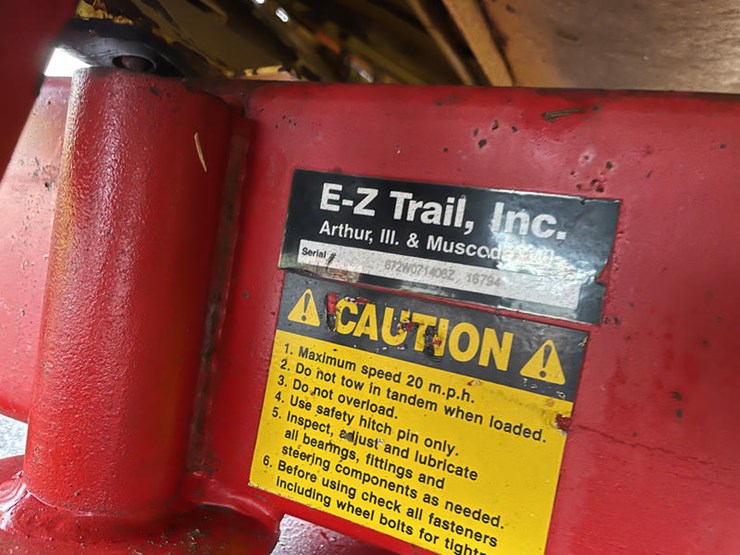 E-Z Trail, Inc.
Arthur, Ill. & Muscoda
Serial #
672W071408Z 16794
CAUTION
1. Maximum speed 20 m.p.h.
2. Do not tow in tandem when loaded.
3. Do not overload.
4. Use safety hitch pin only.
5. Inspect, adjust and lubricate
all bearings, fittings and
steering components as needed.
6. Before using check all fasteners
including wheel bolts for